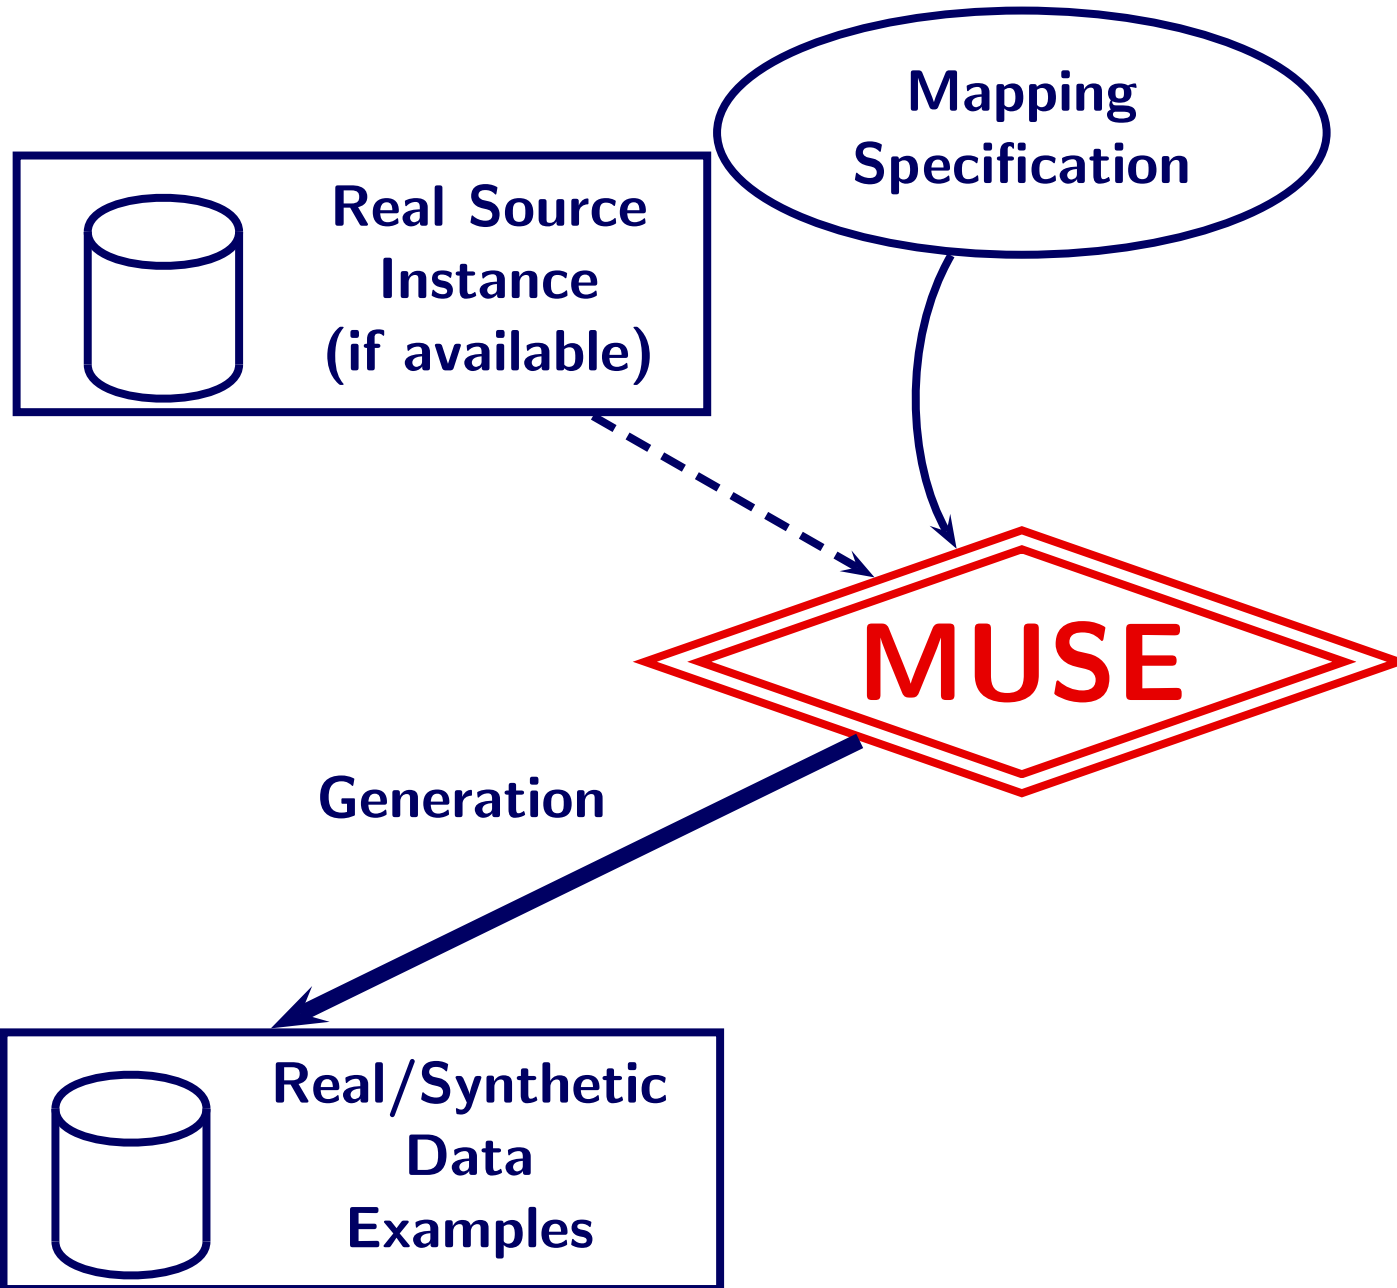 Mapping
Specification
Real Source
Instance
(if available)
MUSE
Generation
Real/Synthetic
Data
Examples